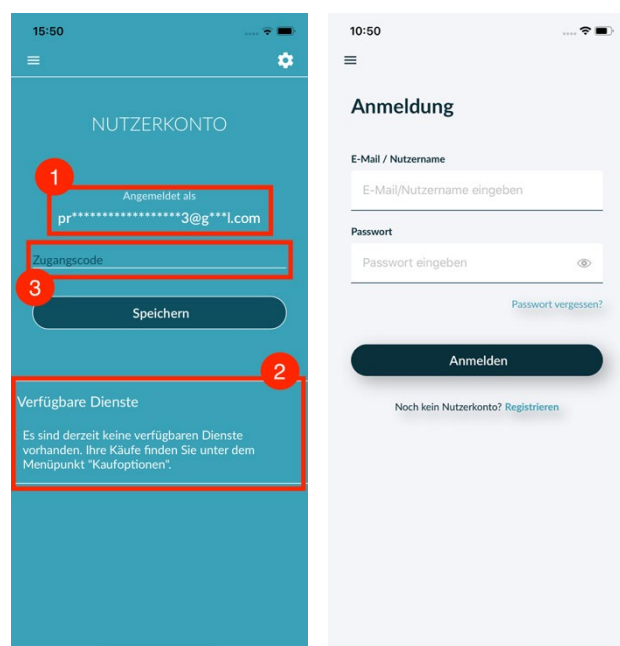 15:50
NUTZERKONTO
1
Angemeldet als
pr******************3@g***l.com
Zugangscode
3
Speichern
2
Verfügbare Dienste
Es sind derzeit keine verfügbaren Dienste
vorhanden. Ihre Käufe finden Sie unter dem
Menüpunkt "Kaufoptionen".
10:50
Anmeldung
E-Mail / Nutzername
E-Mail/Nutzername eingeben
Passwort
Passwort eingeben
Passwort vergessen?
Anmelden
Noch kein Nutzerkonto? Registrieren